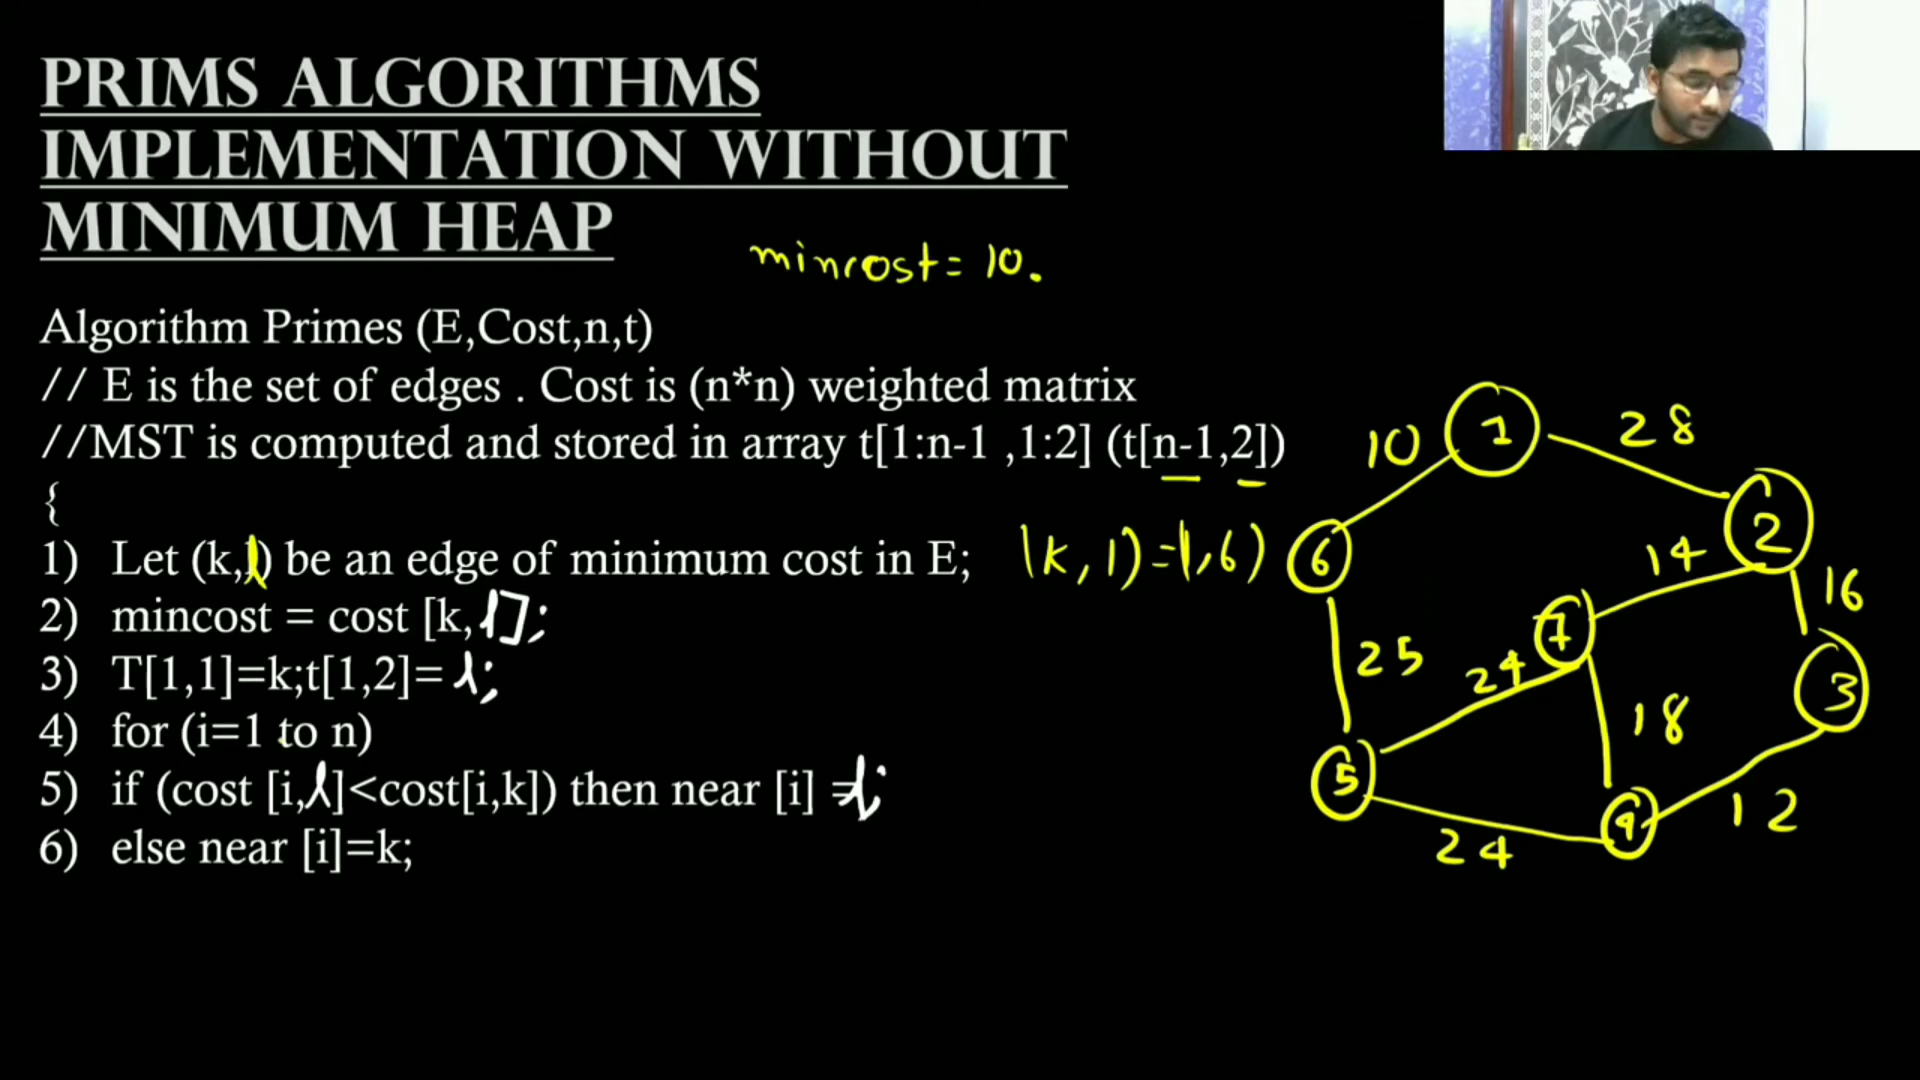 PRIMS ALGORITHMS
IMPLEMENTATION WITHOUT
MINIMUM HEAP
mincost = 10.
Algorithm Primes (E,Cost,n,t)
// E is the set of edges . Cost is (n*n) weighted matrix
//MST is computed and stored in array t[1:n-1 ,1:2] (t[n-1,2])
{
1) Let (k,l) be an edge of minimum cost in E; (k,1)=(1,6)
2) mincost = cost [k,l];
3) T[1,1]=k;t[1,2]= l;
4) for (i=1 to n)
5) if (cost [i,l]<cost[i,k]) then near [i] =l;
6) else near [i]=k;
10 1 28
2
6 14 16
7
25 24 3
18
5
4 12
24